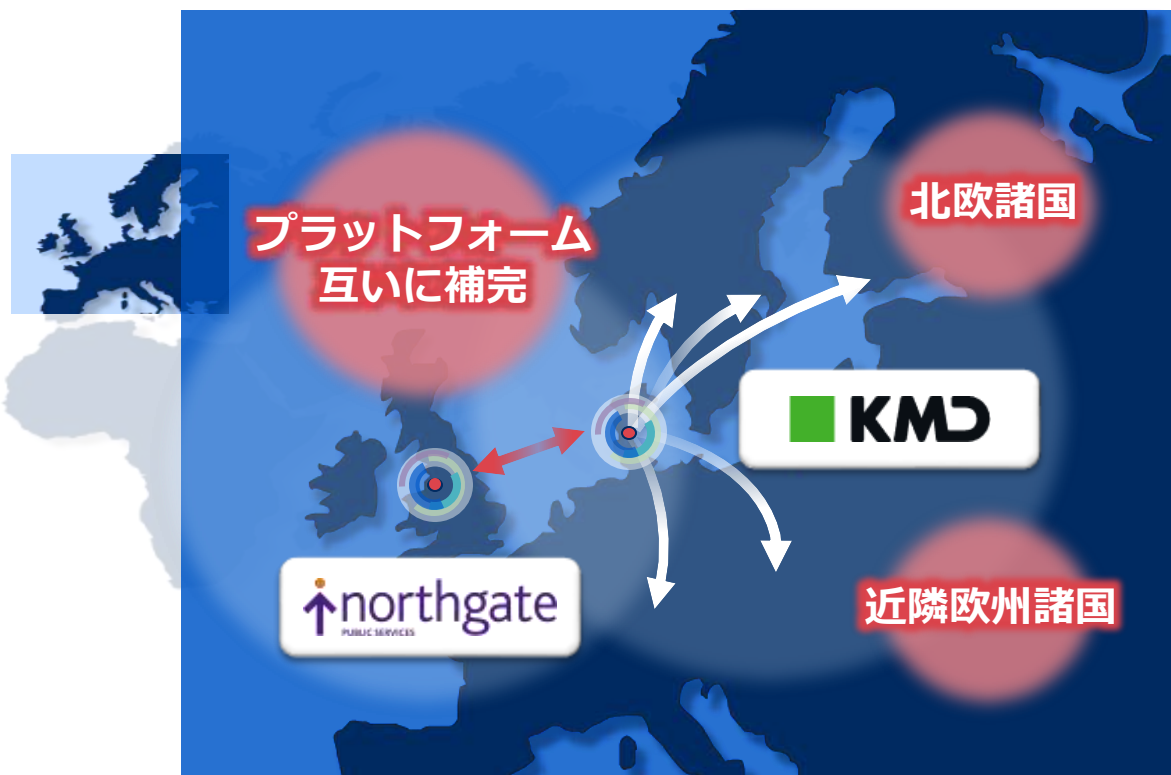 プラットフォーム
互いに補完
北欧諸国
KMD
northgate
PUBLIC SERVICES
近隣欧州諸国